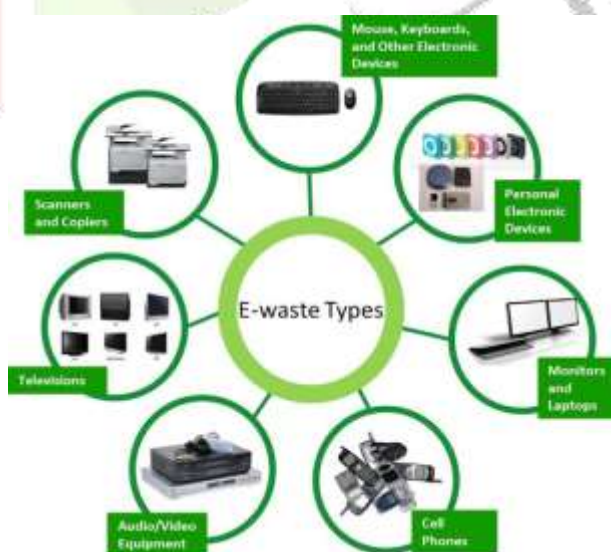 Mouse, Keyboards,
and Other Electronic
Devices
Scanners
and Copiers
Personal
Electronic
Devices
E-waste Types
Televisions
Monitors
and
Laptops
Audio/Video
Equipment
Cell
Phones